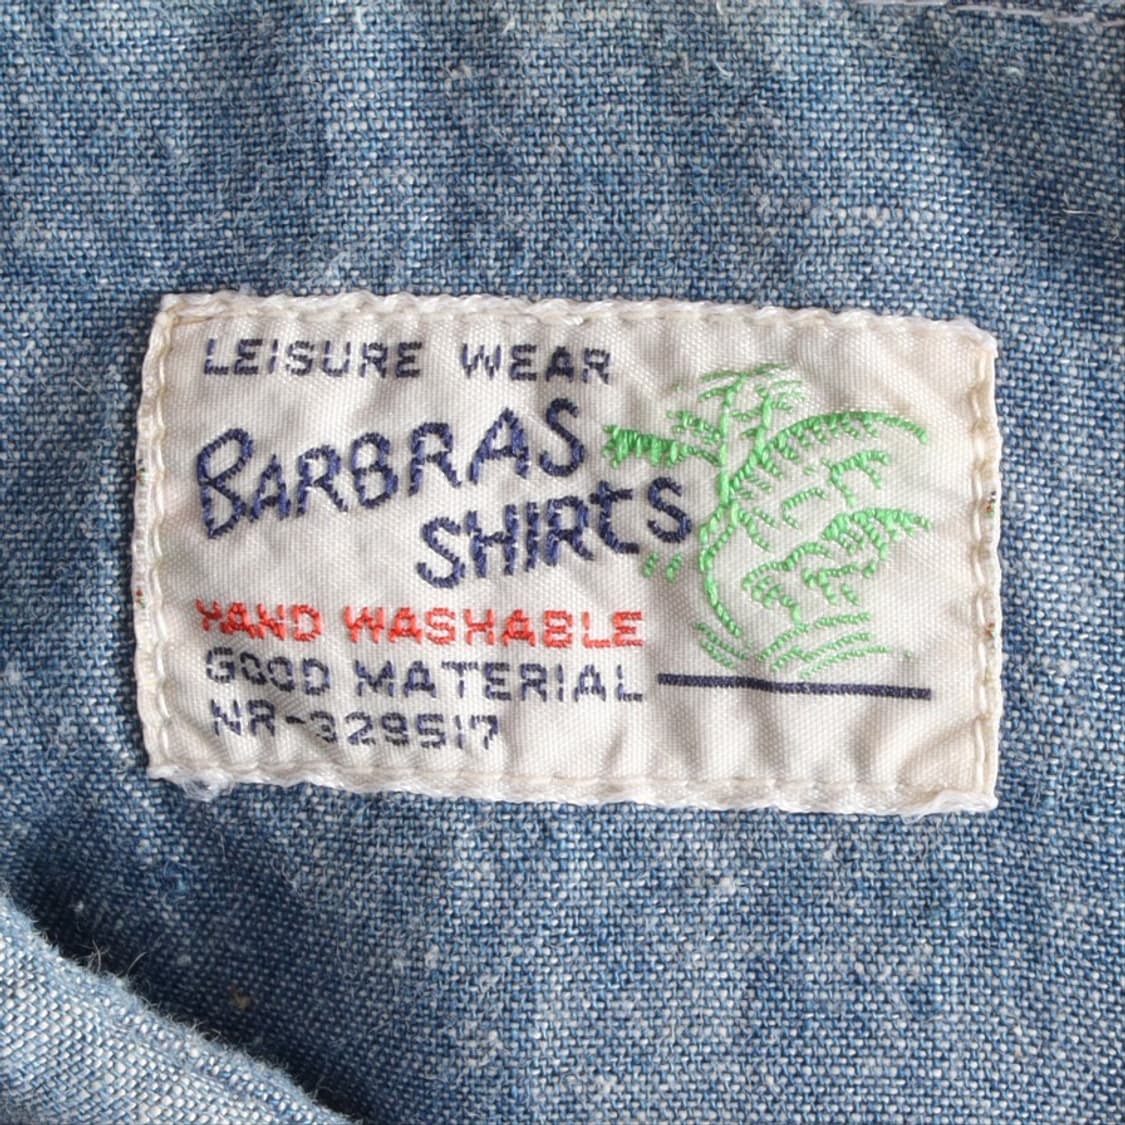 LEISURE WEAR
BARBRAS
SHIRtS
HAND WASHABLE
GOOD MATERIAL
NR-329517